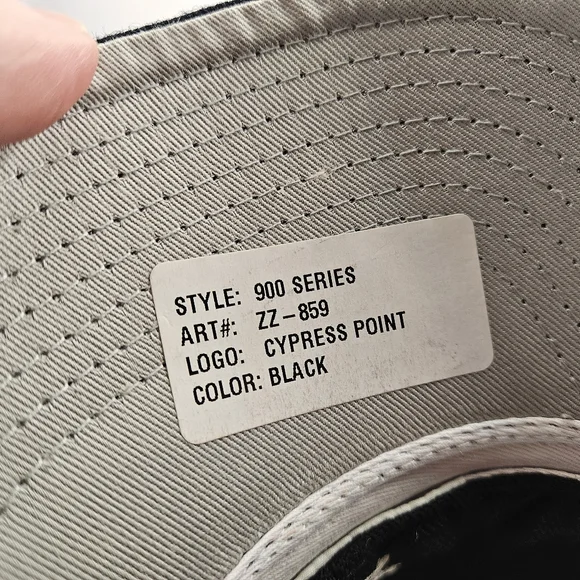 STYLE: 900 SERIES
ART#: ZZ-859
LOGO: CYPRESS POINT
COLOR: BLACK